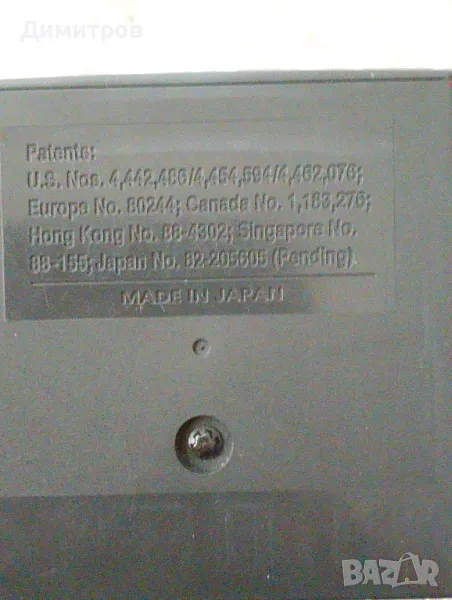 Димитров
Patents:
U.S. Nos. 4,442,486/4,454,594/4,462,076;
Europe No. 80244; Canada No. 1,183,276;
Hong Kong No. 88-4302; Singapore No.
88-155; Japan No. 82-205605 (Pending).
MADE IN JAPAN
BAZAR